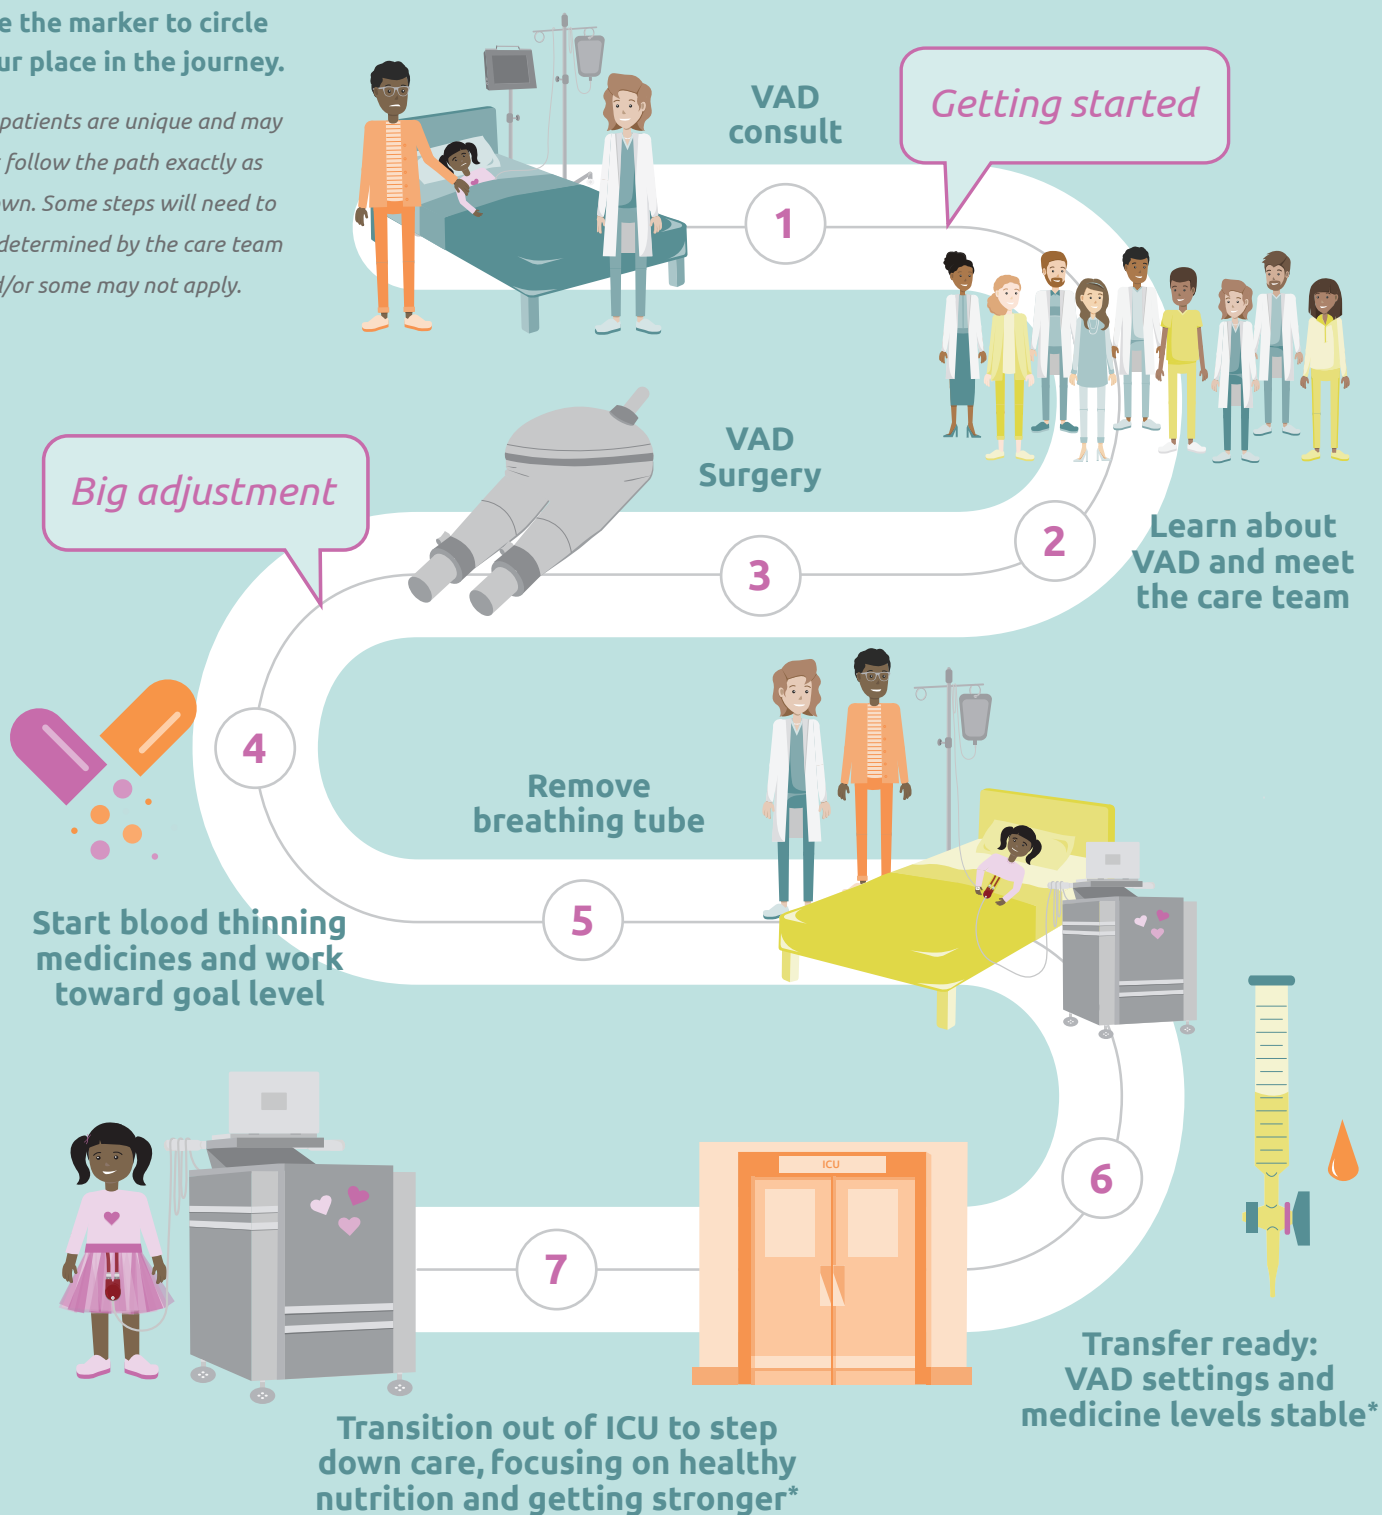 e the marker to circle
ur place in the journey.
patients are unique and may
follow the path exactly as
wn. Some steps will need to
determined by the care team
d/or some may not apply.
VAD
consult
Getting started
1
Learn about
VAD and meet
the care team
2
VAD
Surgery
3
Big adjustment
4
Start blood thinning
medicines and work
toward goal level
Remove
breathing tube
5
6
Transfer ready:
VAD settings and
medicine levels stable*
ICU
7
Transition out of ICU to step
down care, focusing on healthy
nutrition and getting stronger*